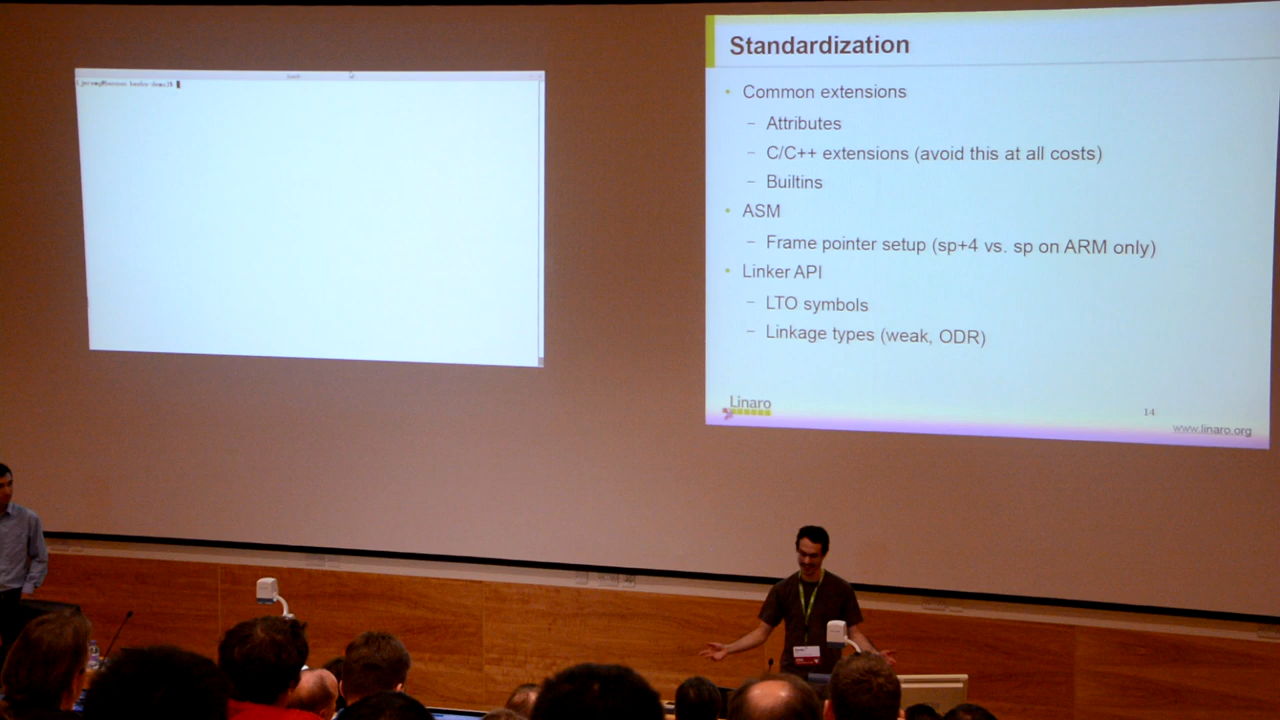 Standardization
• Common extensions
– Attributes
– C/C++ extensions (avoid this at all costs)
– Builtins
• ASM
– Frame pointer setup (sp+4 vs. sp on ARM only)
• Linker API
– LTO symbols
– Linkage types (weak, ODR)
Linaro
14
www.linaro.org